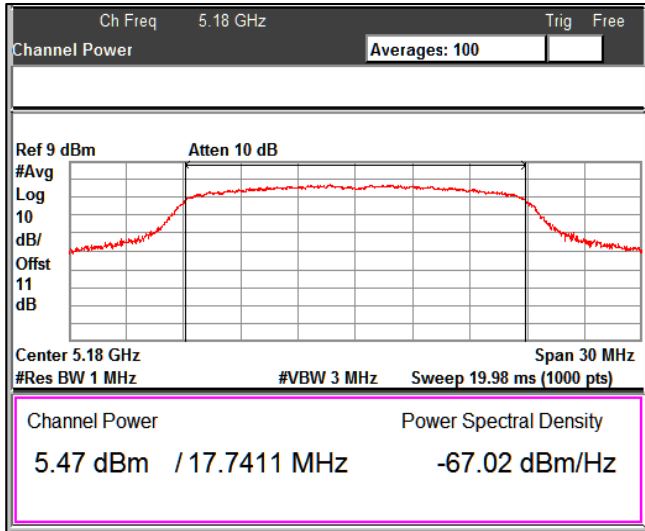 Ch Freq 5.18 GHz Trig Free
Channel Power Averages: 100
Ref 9 dBm Atten 10 dB
#Avg
Log
10
dB/
Offst
11
dB
Center 5.18 GHz Span 30 MHz
#Res BW 1 MHz #VBW 3 MHz Sweep 19.98 ms (1000 pts)
Channel Power Power Spectral Density
5.47 dBm / 17.7411 MHz -67.02 dBm/Hz